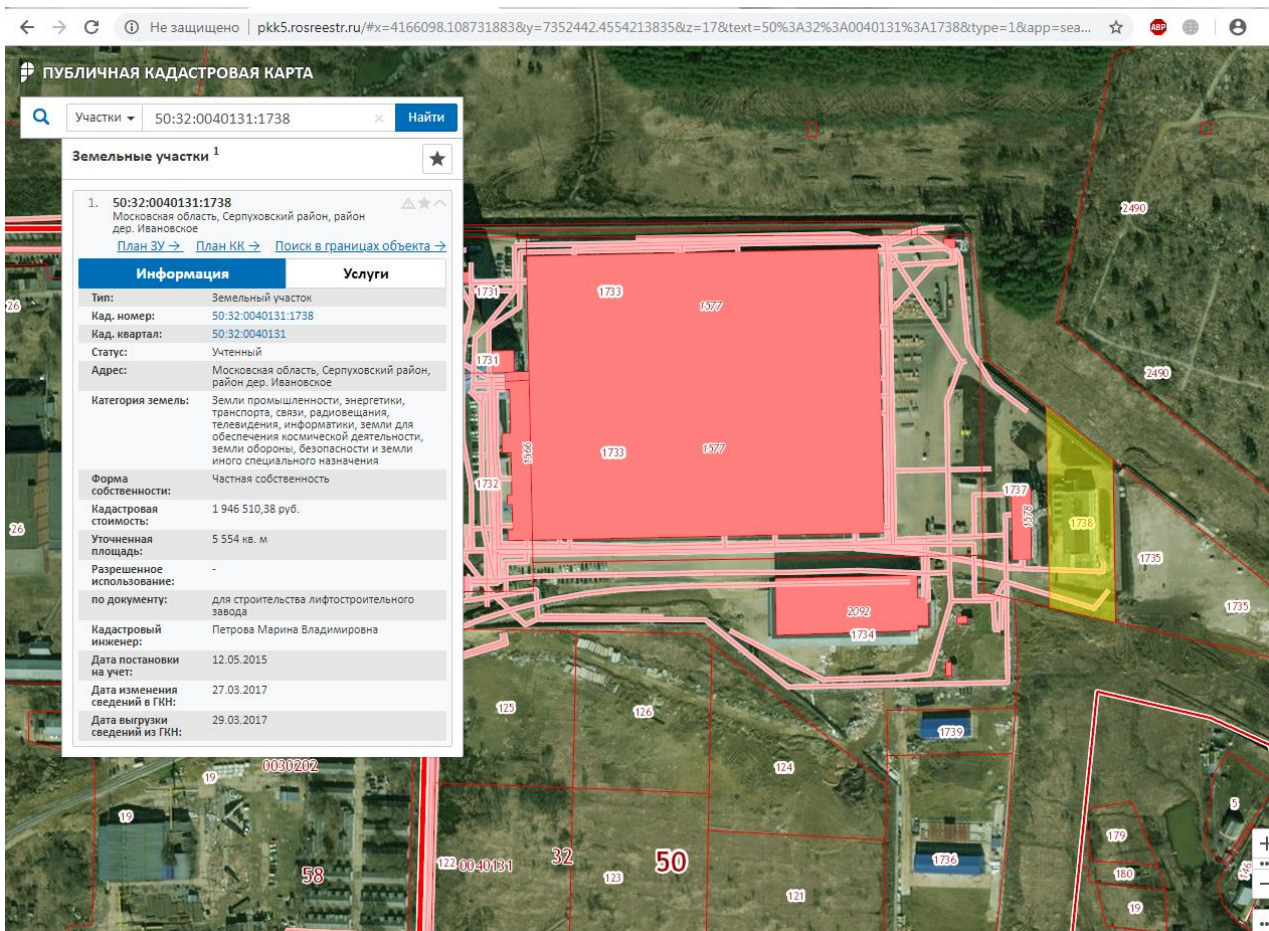 Не защищено
pkk5.rosreestr.ru/#x=4166098.108731883&y=7352442.4554213835&z=17&text=50%3A32%3A0040131%3A1738&type=1&app=sea...
ABP
ПУБЛИЧНАЯ КАДАСТРОВАЯ КАРТА
Участки
50:32:0040131:1738
Найти
Земельные участки 1
1. 50:32:0040131:1738
Московская область, Серпуховский район, район
дер. Ивановское
План ЗУ → План КК → Поиск в границах объекта →
Информация Услуги
Тип: Земельный участок
Кад. номер: 50:32:0040131:1738
Кад. квартал: 50:32:0040131
Статус: Учтенный
Адрес: Московская область, Серпуховский район,
район дер. Ивановское
Категория земель: Земли промышленности, энергетики,
транспорта, связи, радиовещания,
телевидения, информатики, земли для
обеспечения космической деятельности,
земли обороны, безопасности и земли
иного специального назначения
Форма собственности: Частная собственность
Кадастровая стоимость: 1 946 510,38 руб.
Уточненная площадь: 5 554 кв. м
Разрешенное использование: -
по документу: для строительства лифтостроительного
завода
Кадастровый инженер: Петрова Марина Владимировна
Дата постановки на учет: 12.05.2015
Дата изменения сведений в ГКН: 27.03.2017
Дата выгрузки сведений из ГКН: 29.03.2017
2490
26
1731
1733
1577
1731
2490
1566
1733
1577
1732
1737
1578
1738
26
1735
1735
2092
1734
125
126
1739
124
0030202
19
19
5
179
122
0040131
32
50
1736
58
123
180
146
121
19